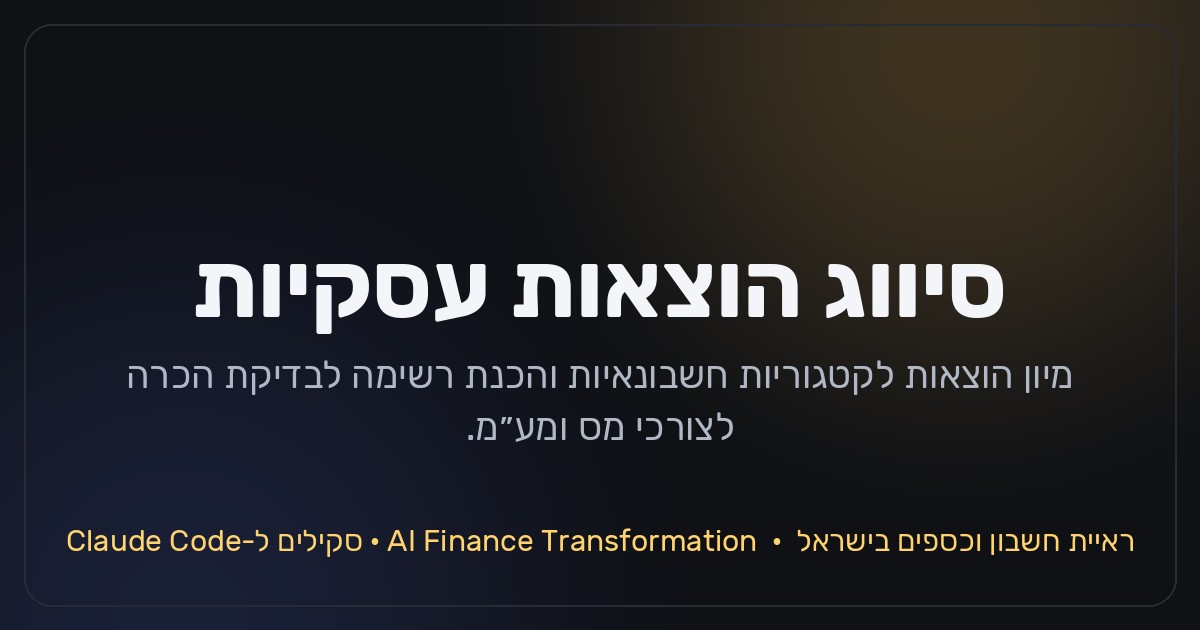 סיווג הוצאות עסקיות
מיון הוצאות לקטגוריות חשבונאיות והכנת רשימה לבדיקת הכרה
לצורכי מס ומע״מ.
ראיית חשבון וכספים בישראל • AI Finance Transformation • סקילים ל-Claude Code